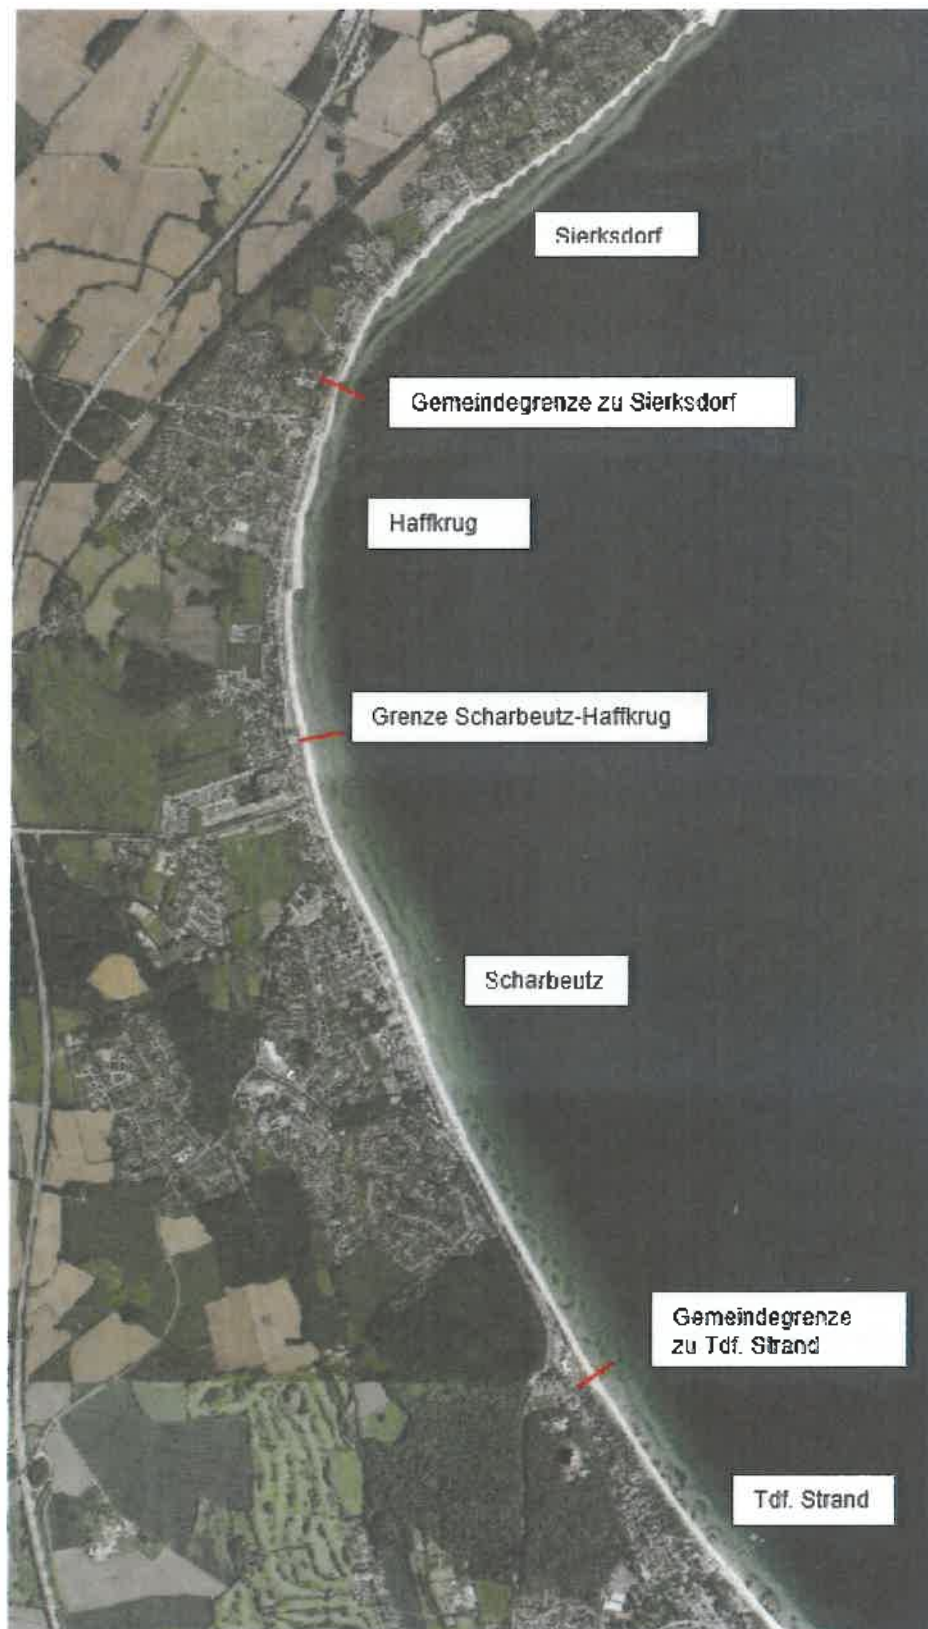 Sierksdorf
Gemeindegrenze zu Sierksdorf
Haffkrug
Grenze Scharbeutz-Haffkrug
Scharbeutz
Gemeindegrenze
zu Tdf. Strand
Tdf. Strand